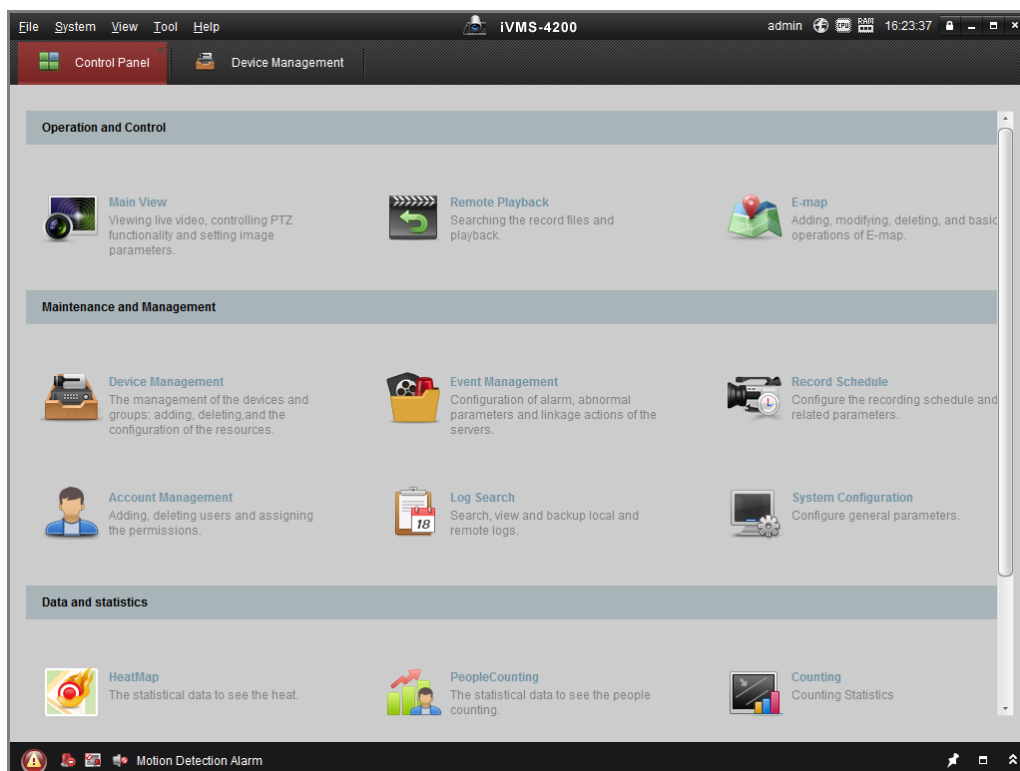 File System View Tool Help iVMS-4200 admin CPU RAM 16:23:37
Control Panel Device Management
Operation and Control
Main View
Viewing live video, controlling PTZ
functionality and setting image
parameters.
Remote Playback
Searching the record files and
playback.
E-map
Adding, modifying, deleting, and basic
operations of E-map.
Maintenance and Management
Device Management
The management of the devices and
groups: adding, deleting,and the
configuration of the resources.
Event Management
Configuration of alarm, abnormal
parameters and linkage actions of the
servers.
Record Schedule
Configure the recording schedule and
related parameters.
Account Management
Adding, deleting users and assigning
the permissions.
Log Search
Search, view and backup local and
remote logs.
18
System Configuration
Configure general parameters.
Data and statistics
HeatMap
The statistical data to see the heat.
PeopleCounting
The statistical data to see the people
counting.
Counting
Counting Statistics
Motion Detection Alarm